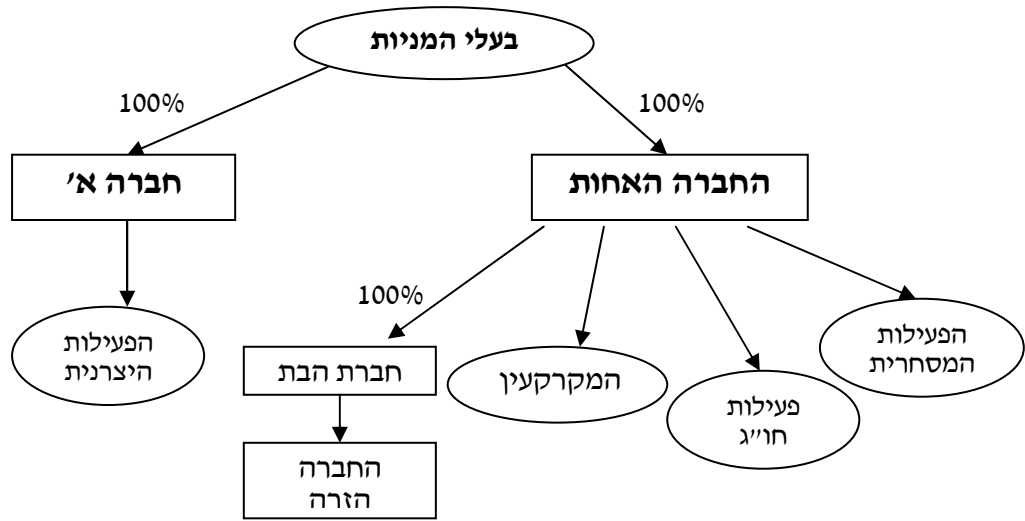 בעלי המניות
100%
100%
החברה האחות
חברה א'
הפעילות
המסחרית
פעילות
חו"ג
המקרקעין
100%
חברת הבת
החברה
הזרה
הפעילות
היצרנית